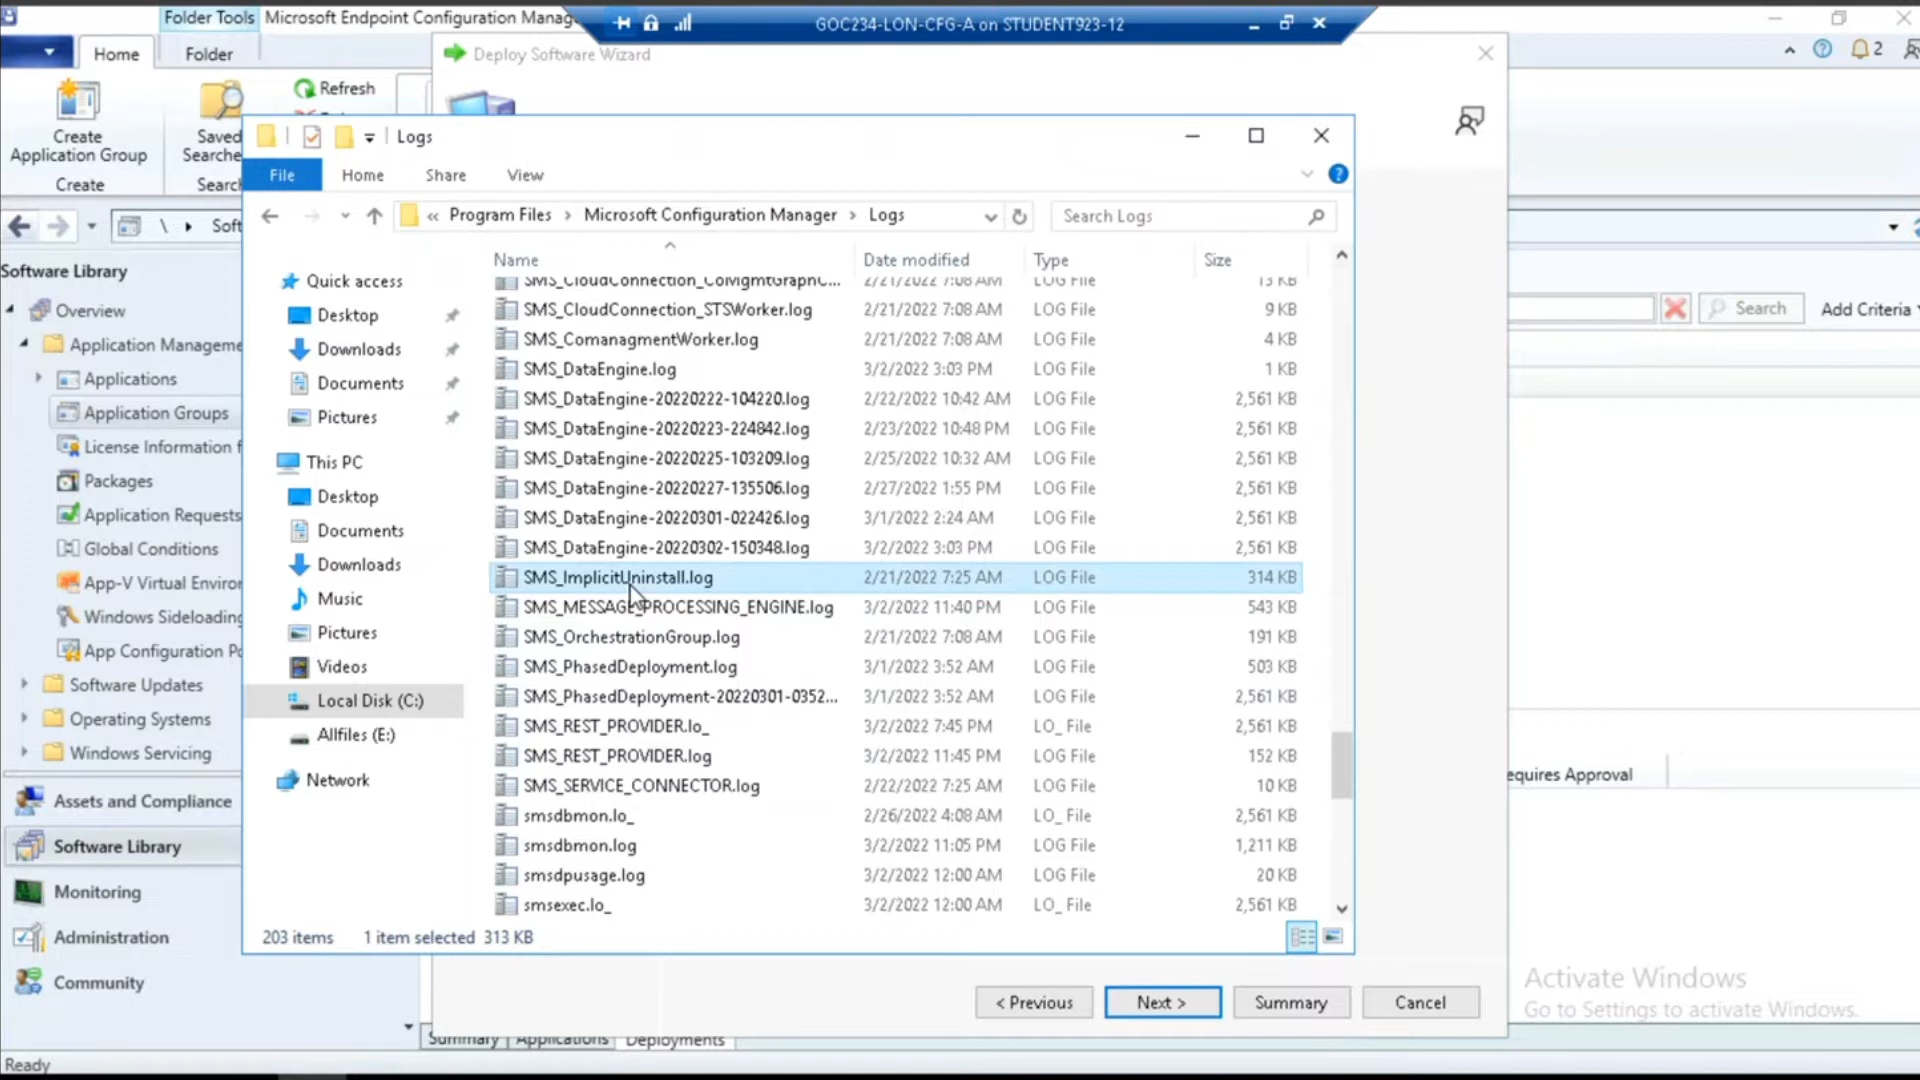 Folder Tools
Microsoft Endpoint Configuration Manag
GOC234-LON-CFG-A on STUDENT923-12
Home
Folder
Deploy Software Wizard
2
Refresh
Create
Application Group
Saved
Create
Logs
File
Home
Share
View
« Program Files › Microsoft Configuration Manager › Logs
Search Logs
Name
Date modified
Type
Size
Software Library
Overview
Application Manageme
Applications
Application Groups
License Information f
Packages
Application Requests
Global Conditions
App-V Virtual Enviro
Windows Sideloading
App Configuration Po
Software Updates
Operating Systems
Windows Servicing
Assets and Compliance
Software Library
Monitoring
Administration
Community
Ready
Quick access
Desktop
Downloads
Documents
Pictures
This PC
Desktop
Documents
Downloads
Music
Pictures
Videos
Local Disk (C:)
Allfiles (E:)
Network
SMS_CloudConnection_CoMgmtGraphC... 2/21/2022 7:08 AM LOG File 13 KB
SMS_CloudConnection_STSWorker.log 2/21/2022 7:08 AM LOG File 9 KB
SMS_ComanagmentWorker.log 2/21/2022 7:08 AM LOG File 4 KB
SMS_DataEngine.log 3/2/2022 3:03 PM LOG File 1 KB
SMS_DataEngine-20220222-104220.log 2/22/2022 10:42 AM LOG File 2,561 KB
SMS_DataEngine-20220223-224842.log 2/23/2022 10:48 PM LOG File 2,561 KB
SMS_DataEngine-20220225-103209.log 2/25/2022 10:32 AM LOG File 2,561 KB
SMS_DataEngine-20220227-135506.log 2/27/2022 1:55 PM LOG File 2,561 KB
SMS_DataEngine-20220301-022426.log 3/1/2022 2:24 AM LOG File 2,561 KB
SMS_DataEngine-20220302-150348.log 3/2/2022 3:03 PM LOG File 2,561 KB
SMS_ImplicitUninstall.log 2/21/2022 7:25 AM LOG File 314 KB
SMS_MESSAGE_PROCESSING_ENGINE.log 3/2/2022 11:40 PM LOG File 543 KB
SMS_OrchestrationGroup.log 2/21/2022 7:08 AM LOG File 191 KB
SMS_PhasedDeployment.log 3/1/2022 3:52 AM LOG File 503 KB
SMS_PhasedDeployment-20220301-0352... 3/1/2022 3:52 AM LOG File 2,561 KB
SMS_REST_PROVIDER.lo_ 3/2/2022 7:45 PM LO_ File 2,561 KB
SMS_REST_PROVIDER.log 3/2/2022 11:45 PM LOG File 152 KB
SMS_SERVICE_CONNECTOR.log 2/22/2022 7:25 AM LOG File 10 KB
smsdbmon.lo_ 2/26/2022 4:08 AM LO_ File 2,561 KB
smsdbmon.log 3/2/2022 11:05 PM LOG File 1,211 KB
smsdpusage.log 3/2/2022 12:00 AM LOG File 20 KB
smsexec.lo_ 3/2/2022 12:00 AM LO_ File 2,561 KB
203 items 1 item selected 313 KB
Search
Add Criteria
equires Approval
< Previous
Next >
Summary
Cancel
Summary
Applications
Deployments
Activate Windows
Go to Settings to activate Windows.